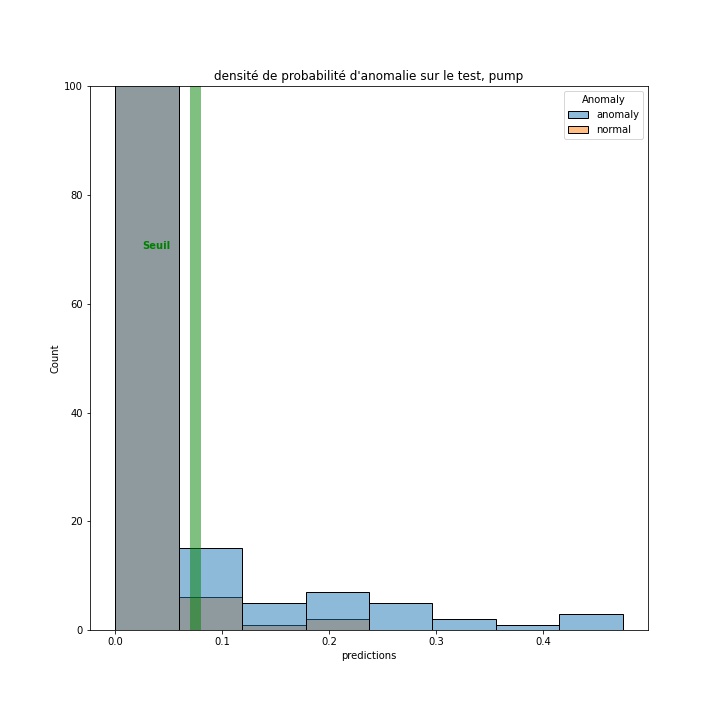 densité de probabilité d'anomalie sur le test, pump
100
80
60
40
20
0
Count
Anomaly
anomaly
normal
Seuil
0.0
0.1
0.2
0.3
0.4
predictions